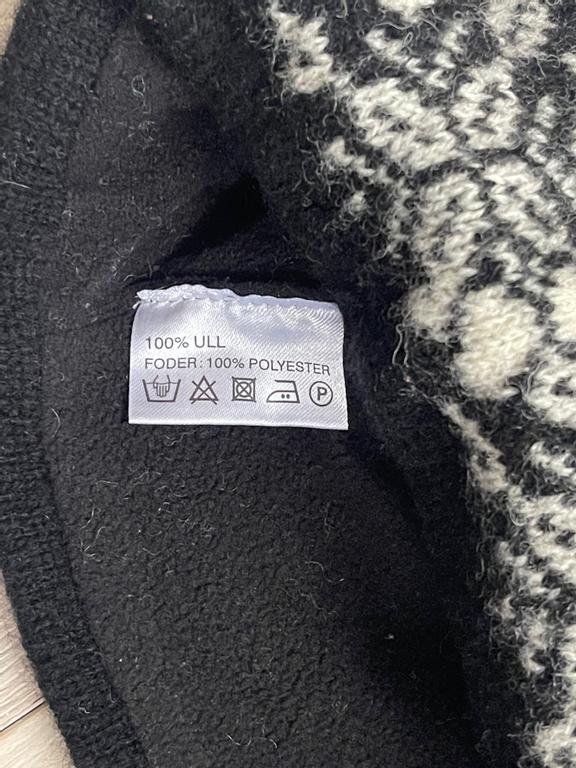 100% ULL
FODER: 100% POLYESTER
P